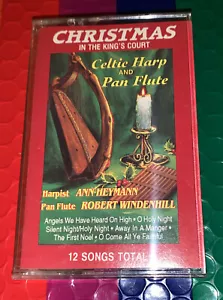 CHRISTMAS
IN THE KING'S COURT
Celtic Harp
AND
Pan Flute
Harpist ANN HEYMANN
Pan Flute ROBERT WINDENHILL
Angels We Have Heard On High • O Holy Night
Silent Night/Holy Night • Away In A Manger •
The First Noel • O Come All Ye Faithful
12 SONGS TOTAL